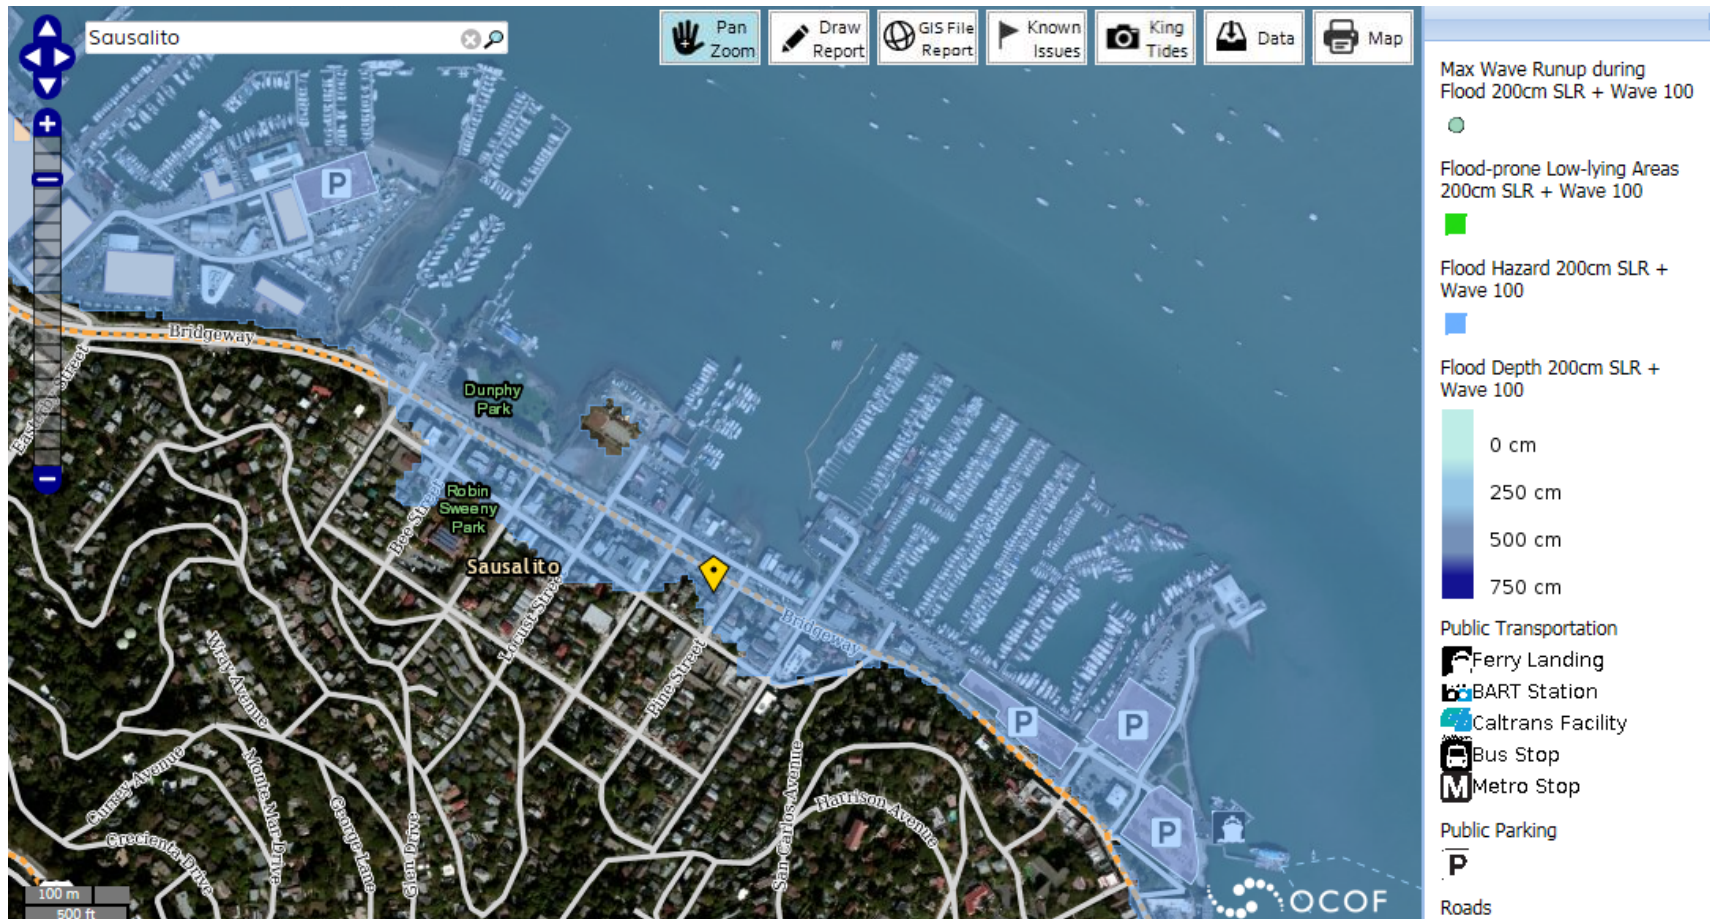 Sausalito
Pan
Zoom
Draw
Report
GIS File
Report
Known
Issues
King
Tides
Data
Map
Bridgeway
Street
Dunphy
Park
Robin
Sweeny
Park
Bee Street
Sausalito
Locust Street
Bridgeway
Pine Street
Wray Avenue
Currey Avenue
Crecienta Drive
Monte Mar Drive
George Lane
Glen Drive
San Carlos Avenue
Harrison Avenue
P
P
P
P
100 m
500 ft
OCOF
Max Wave Runup during
Flood 200cm SLR + Wave 100
Flood-prone Low-lying Areas
200cm SLR + Wave 100
Flood Hazard 200cm SLR +
Wave 100
Flood Depth 200cm SLR +
Wave 100
0 cm
250 cm
500 cm
750 cm
Public Transportation
Ferry Landing
BART Station
Caltrans Facility
Bus Stop
M Metro Stop
Public Parking
P
Roads